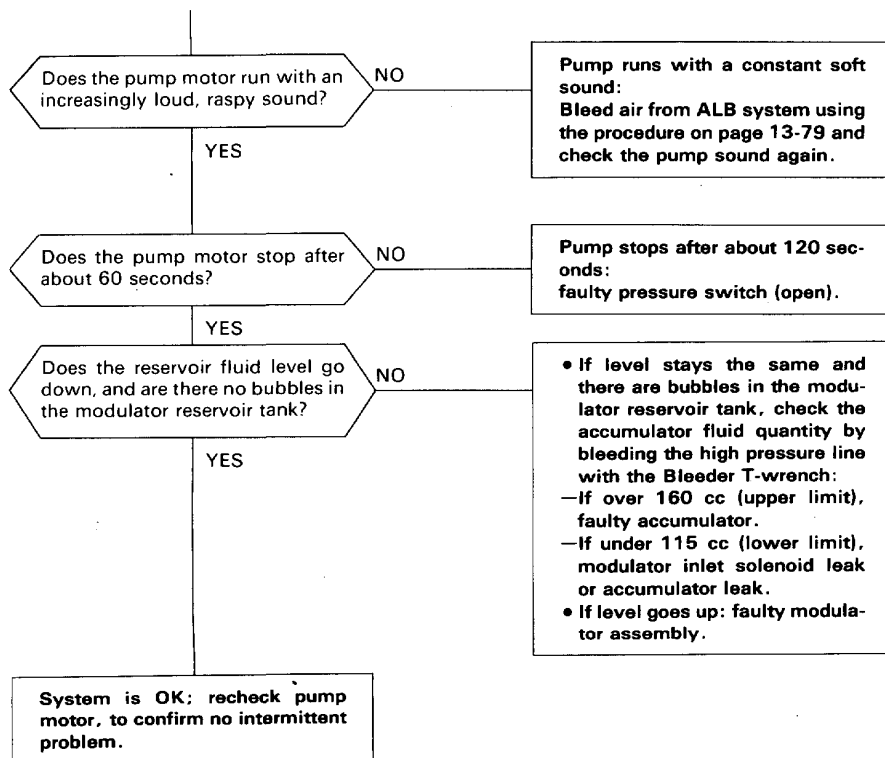 Does the pump motor run with an
increasingly loud, raspy sound?
NO
Pump runs with a constant soft
sound:
Bleed air from ALB system using
the procedure on page 13-79 and
check the pump sound again.
YES
Does the pump motor stop after
about 60 seconds?
NO
Pump stops after about 120 sec-
onds:
faulty pressure switch (open).
YES
Does the reservoir fluid level go
down, and are there no bubbles in
the modulator reservoir tank?
NO
• If level stays the same and
there are bubbles in the modu-
lator reservoir tank, check the
accumulator fluid quantity by
bleeding the high pressure line
with the Bleeder T-wrench:
—If over 160 cc (upper limit),
faulty accumulator.
—If under 115 cc (lower limit),
modulator inlet solenoid leak
or accumulator leak.
• If level goes up: faulty modula-
tor assembly.
YES
System is OK; recheck pump
motor, to confirm no intermittent
problem.